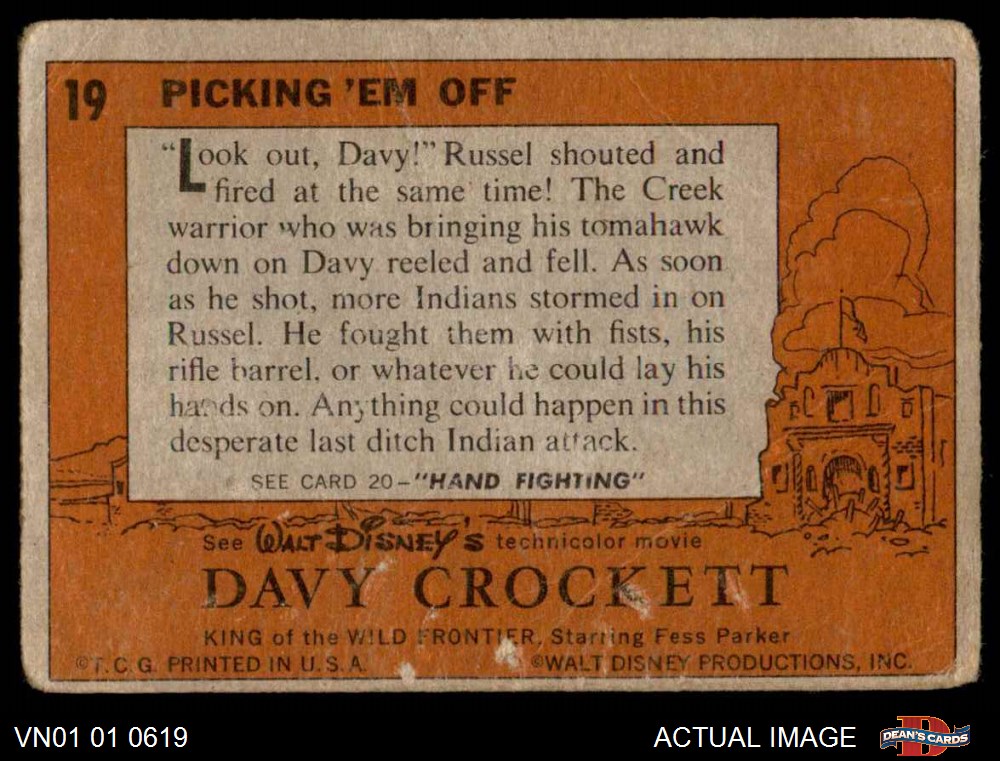 19 PICKING 'EM OFF
"Look out, Davy!" Russel shouted and
fired at the same time! The Creek
warrior who was bringing his tomahawk
down on Davy reeled and fell. As soon
as he shot, more Indians stormed in on
Russel. He fought them with fists, his
rifle barrel, or whatever he could lay his
hands on. Anything could happen in this
desperate last ditch Indian attack.
SEE CARD 20-"HAND FIGHTING"
See WALT DISNEY'S technicolor movie
DAVY CROCKETT
KING of the WILD FRONTIER, Starring Fess Parker
©T.C.G. PRINTED IN U.S.A. ©WALT DISNEY PRODUCTIONS, INC.
VN01 01 0619 ACTUAL IMAGE DEAN'S CARDS